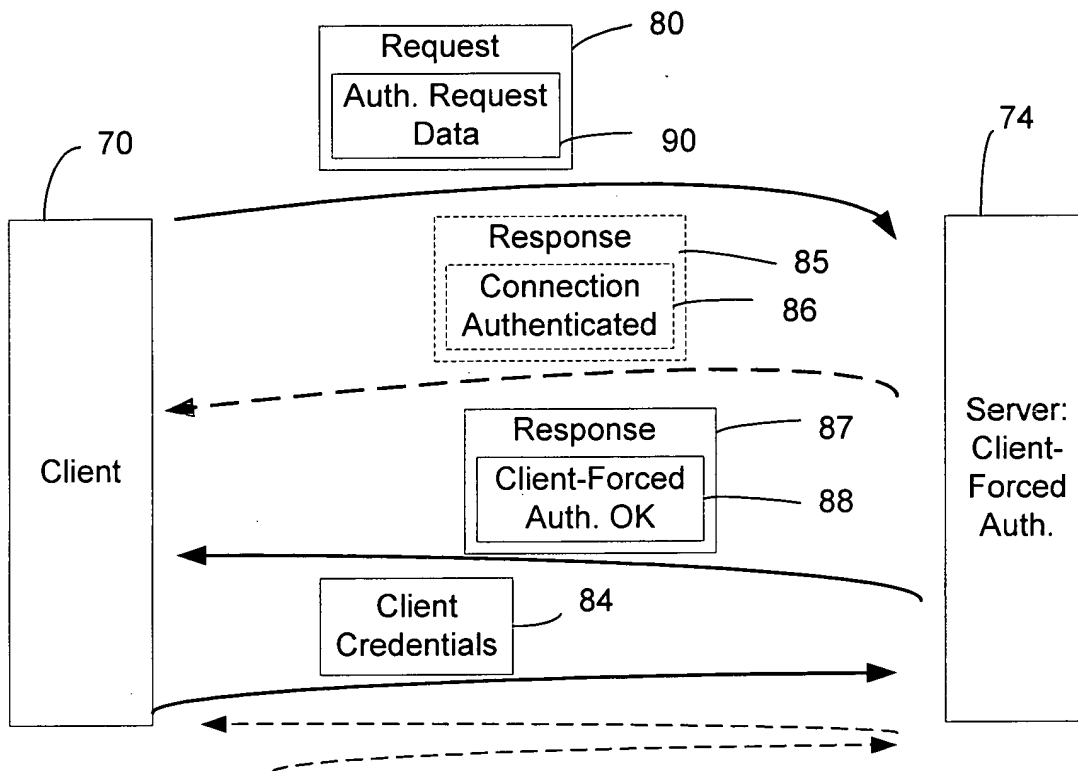 Request
80
Auth. Request
Data
90
70
74
Response
85
Connection
Authenticated
86
Response
87
Client-Forced
Auth. OK
88
Client
Server:
Client-
Forced
Auth.
Client
Credentials
84